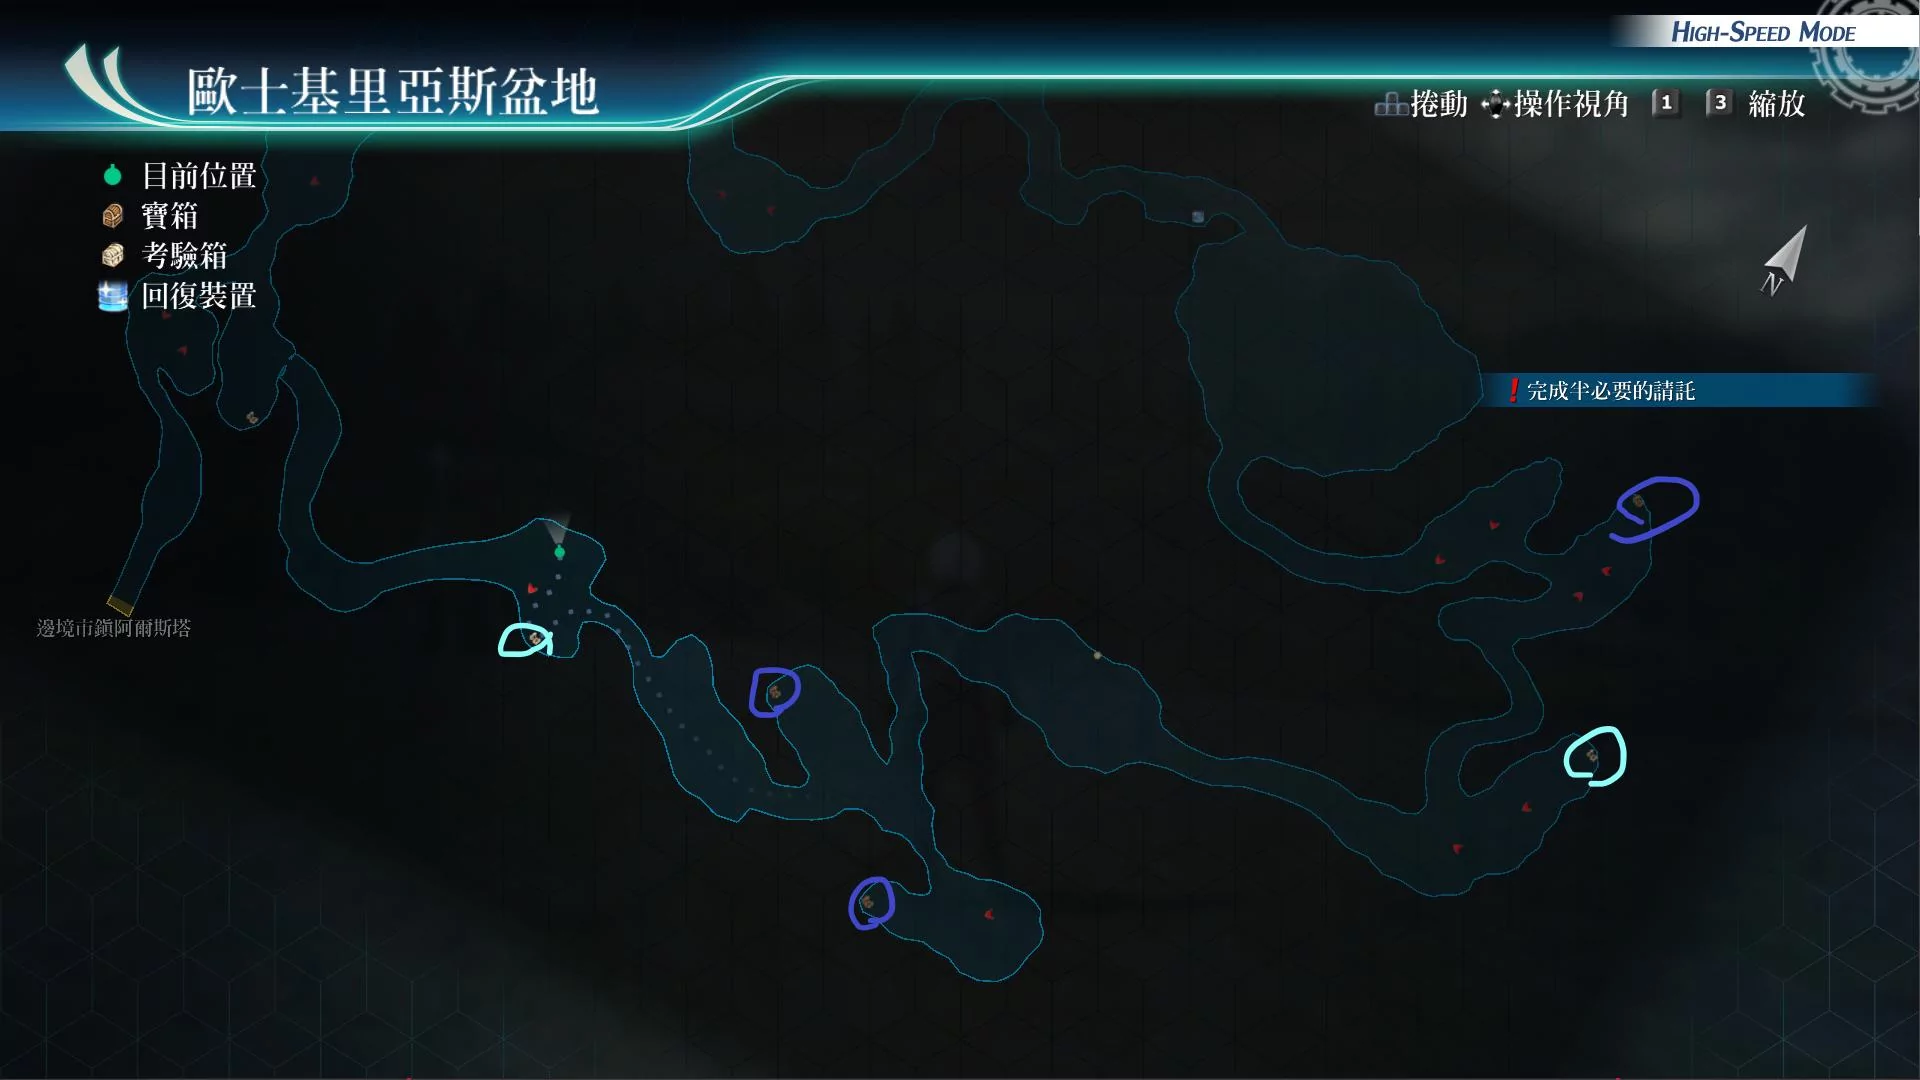 HIGH-SPEED MODE
歐士基里亞斯盆地
捲動 操作視角 1 3 縮放
目前位置
寶箱
考驗箱
回復裝置
N
! 完成半必要的請託
邊境市鎮阿爾斯塔